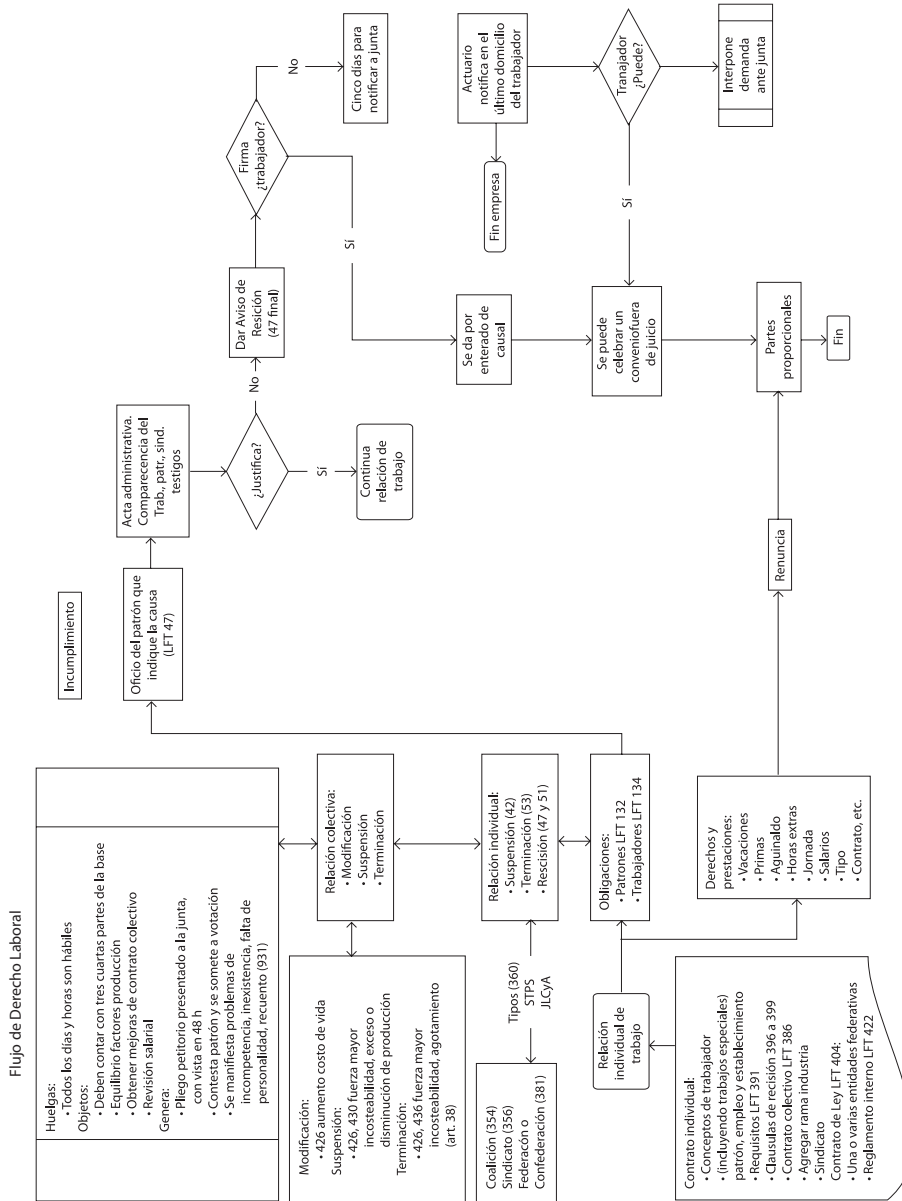 Flujo de Derecho Laboral
Huelgas:
• Todos los días y horas son hábiles
Objetos:
• Deben contar con tres cuartas partes de la base
• Equilibrio factores producción
• Obtener mejoras de contrato colectivo
• Revisión salarial
Genera:
• Pliego petitorio presentado a la junta,
con vista en 48 h
• Contesta patrón y se somete a votación
• Se manifiesta problemas de
incompetencia, inexistencia, falta de
personalidad, recuento (931)
Modificación:
• 426 aumento costo de vida
Suspensión:
• 426, 430 fuerza mayor
incosteabilidad, exceso o
disminución de producción
Terminación:
• 426, 436 fuerza mayor
incosteabilidad, agotamiento
(art. 38)
Relación colectiva:
• Modificación
• Suspensión
• Terminación
Coalición (354)
Sindicato (356)
Federacón o
Confederación (381)
Tipos (360)
STPS
JLCyA
Relación individual:
• Suspensión (42)
• Terminación (53)
• Rescisión (47 y 51)
Relación
individual de
trabajo
Obligaciones:
• Patrones LFT 132
• Trabajadores LFT 134
Contrato individual:
• Conceptos de trabajador
• (incluyendo trabajos especiales)
patrón, empleo y establecimiento
• Requisitos LFT 391
• Clausulas de recisión 396 a 399
• Contrato colectivo LFT 386
• Agregar rama industria
• Sindicato
Contrato de Ley LFT 404:
• Una o varias entidades federativas
• Reglamento interno LFT 422
Derechos y
prestaciones:
• Vacaciones
• Primas
• Aguinaldo
• Horas extras
• Jornada
• Salarios
• Tipo
• Contrato, etc.
Incumplimiento
Oficio del patrón que
indique la causa
(LFT 47)
Acta administrativa.
Comparecencia del
Trab., patr., sind.
testigos
¿Justifica?
Sí
Continua
relación de
trabajo
No
Dar Aviso de
Resición
(47 final)
Firma
¿trabajador?
No
Cinco días para
notificar a junta
Sí
Se da por
enterado de
causal
Actuario
notifica en el
último domicilio
del trabajador
Fin empresa
Tranajador
¿Puede?
Interpone
demanda
ante junta
Sí
Se puede
celebrar un
conveniofuera
de juicio
Renuncia
Partes
proporcionales
Fin